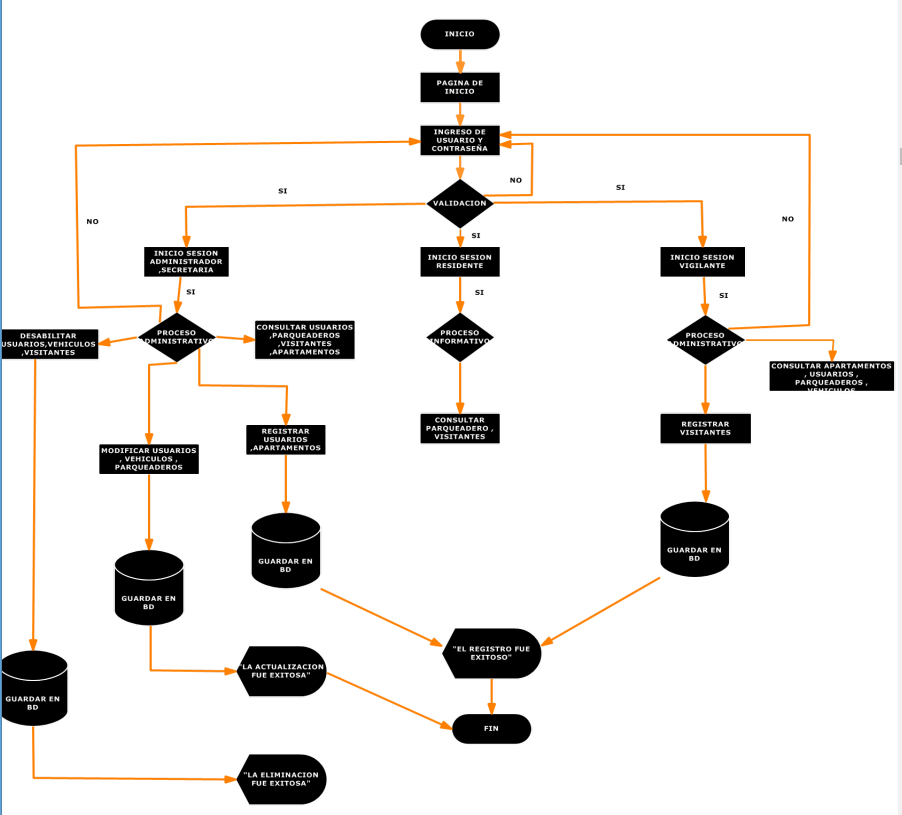 INICIO
PAGINA DE
INICIO
INGRESO DE
USUARIO Y
CONTRASEÑA
NO
VALIDACION
SI
SI
SI
NO
NO
INICIO SESION
ADMINISTRADOR
,SECRETARIA
INICIO SESION
RESIDENTE
INICIO SESION
VIGILANTE
SI
SI
SI
DESABILITAR
USUARIOS,VEHICULOS
,VISITANTES
PROCESO
ADMINISTRATIVO
CONSULTAR USUARIOS
,PARQUEADEROS
,VISITANTES
,APARTAMENTOS
PROCESO
INFORMATIVO
PROCESO
ADMINISTRATIVO
CONSULTAR APARTAMENTOS
, USUARIOS ,
PARQUEADEROS ,
VEHICULOS
MODIFICAR USUARIOS
, VEHICULOS ,
PARQUEADEROS
REGISTRAR
USUARIOS
,APARTAMENTOS
CONSULTAR
PARQUEADERO ,
VISITANTES
REGISTRAR
VISITANTES
GUARDAR EN
BD
GUARDAR EN
BD
GUARDAR EN
BD
GUARDAR EN
BD
"LA ACTUALIZACION
FUE EXITOSA"
"EL REGISTRO FUE
EXITOSO"
FIN
"LA ELIMINACION
FUE EXITOSA"